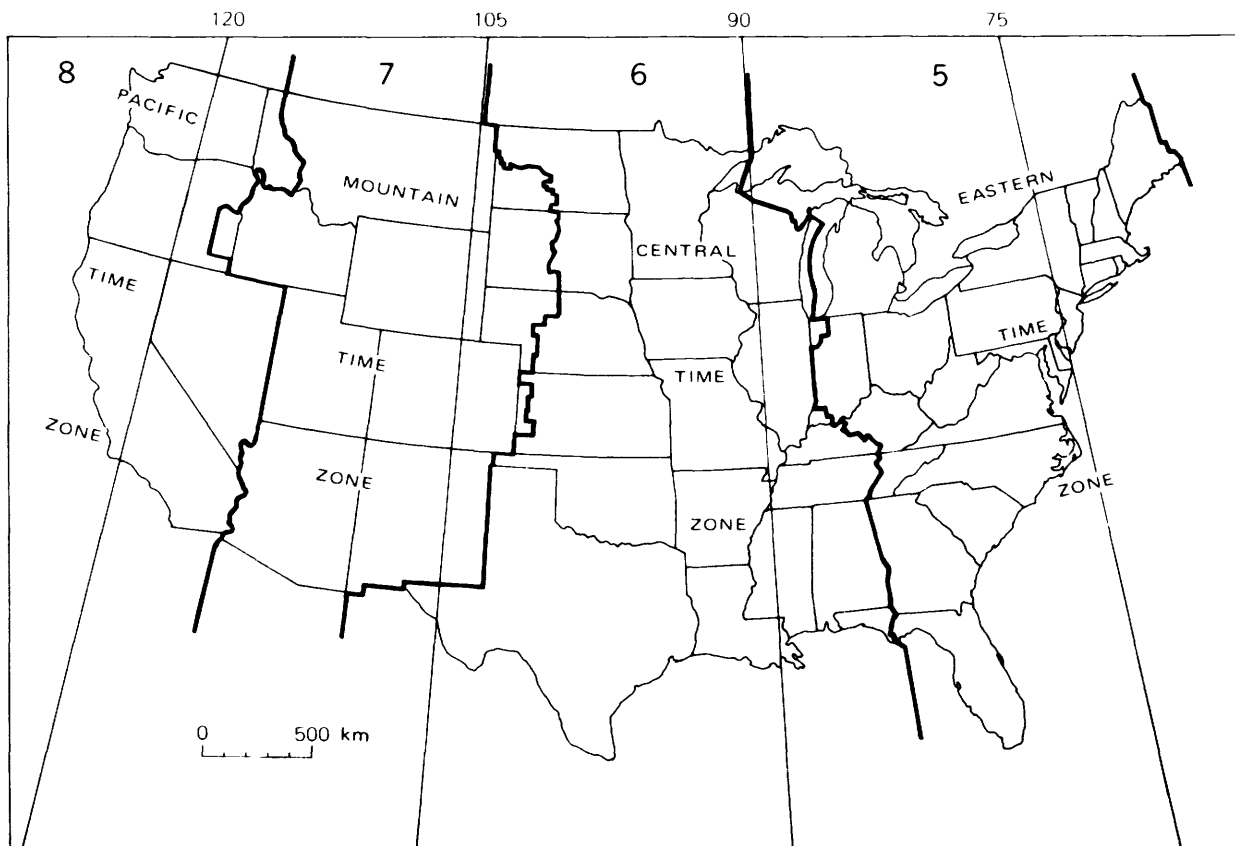 120 105 90 75
8 7 6 5
PACIFIC
MOUNTAIN
EASTERN
CENTRAL
TIME
TIME
TIME
TIME
ZONE
ZONE
ZONE
ZONE
0 500 km